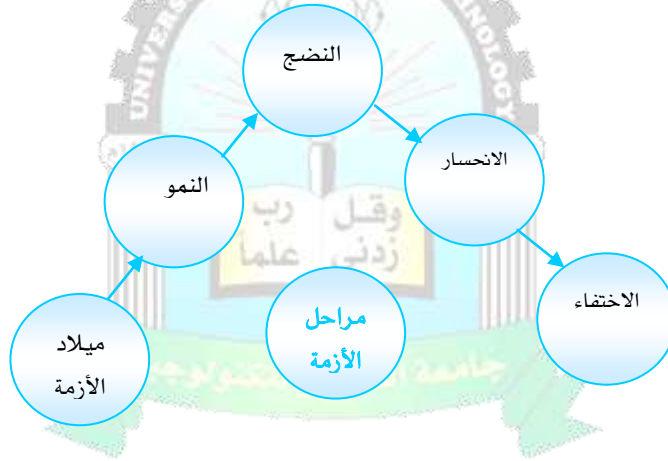 النضج
النمو
الانحسار
الاختفاء
ميلاد
الأزمة
مراحل
الأزمة
وقل رب
زدني علما